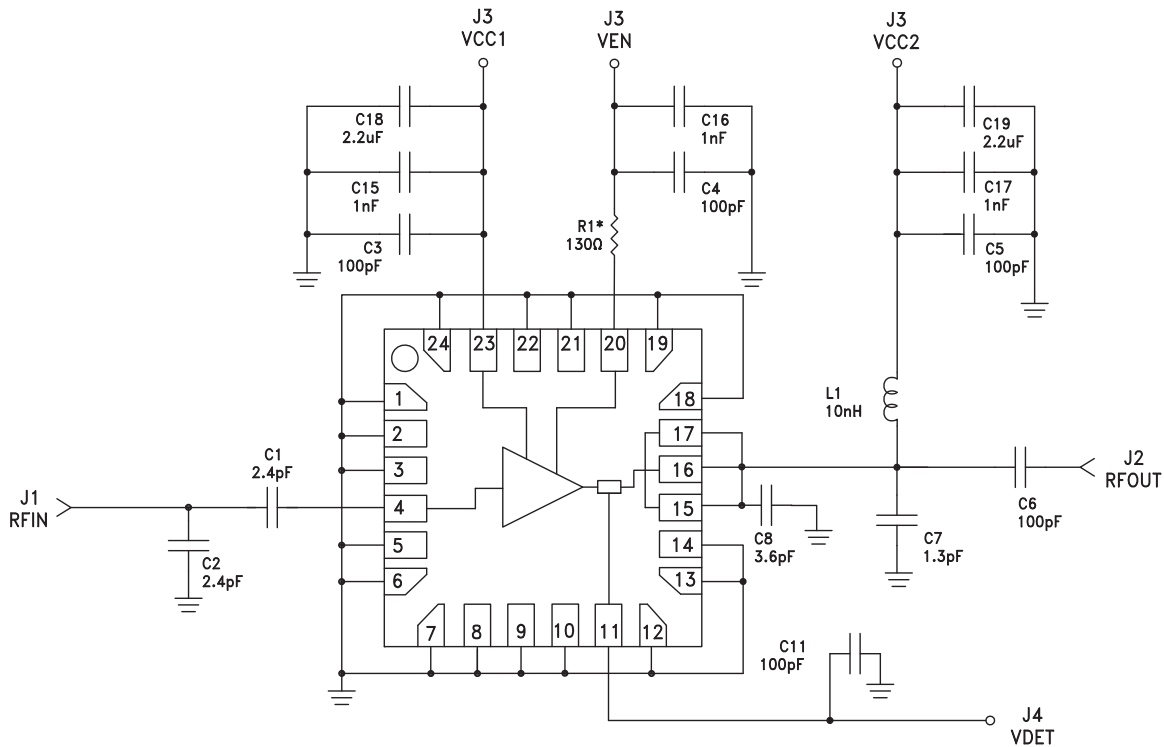 J3
VCC1
J3
VEN
J3
VCC2
C18
2.2uF
C15
1nF
C3
100pF
C16
1nF
C4
100pF
R1*
130Ω
C19
2.2uF
C17
1nF
C5
100pF
24
23
22
21
20
19
1
2
3
4
5
6
18
17
16
15
14
13
7
8
9
10
11
12
L1
10nH
J1
RFIN
C1
2.4pF
C2
2.4pF
C8
3.6pF
C7
1.3pF
C6
100pF
J2
RFOUT
C11
100pF
J4
VDET